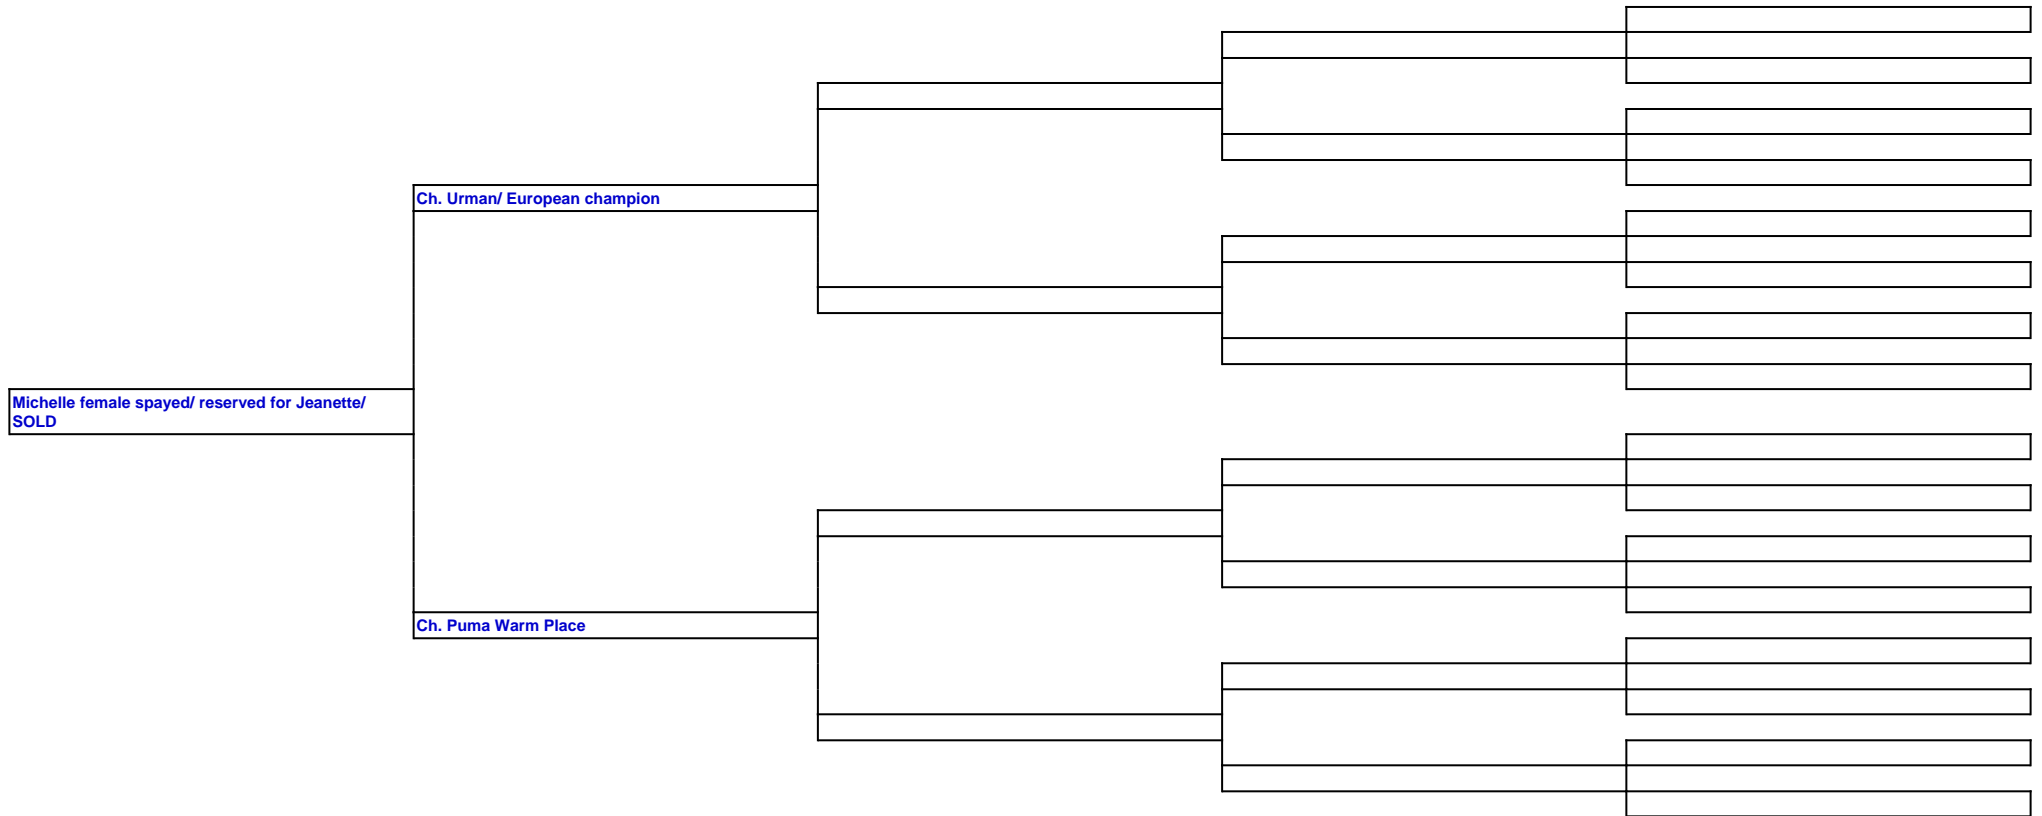 Ch. Urman/ European champion
Michelle female spayed/ reserved for Jeanette/
SOLD
Ch. Puma Warm Place